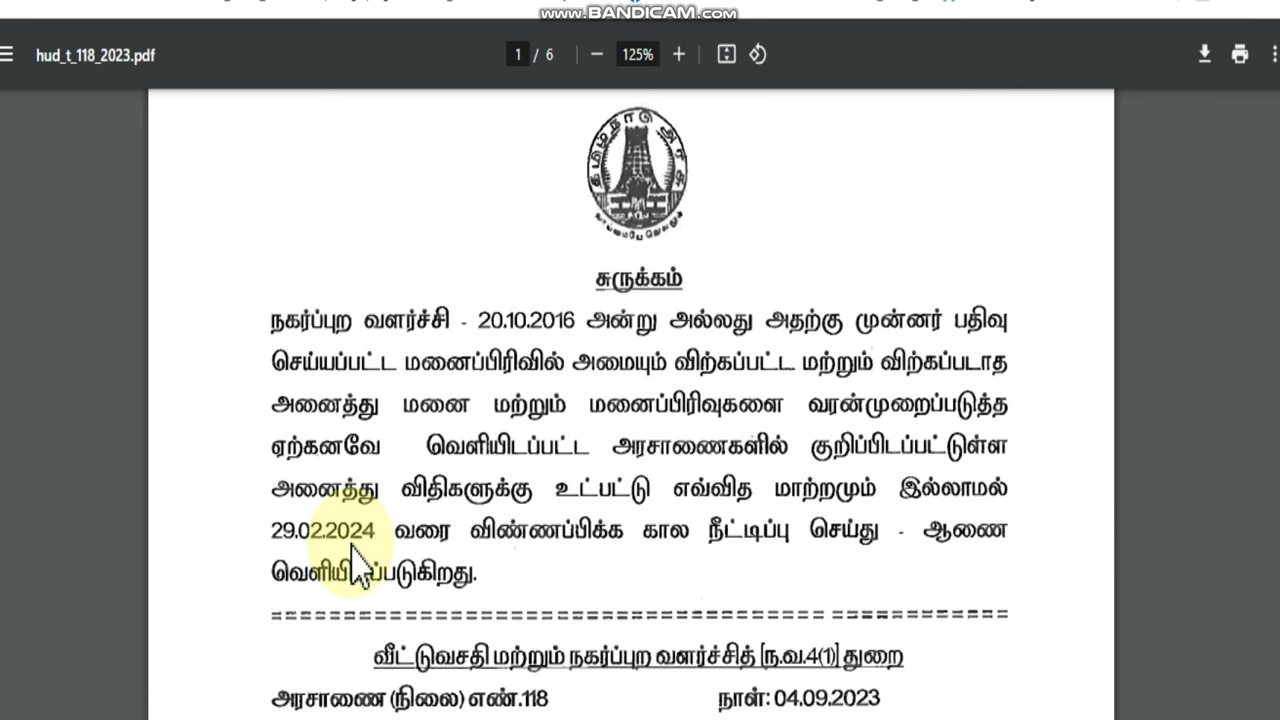 www.BANDICAM.com
hud_t_118_2023.pdf
1 / 6
125%
தமிழ்நாடு அரசு
வாய்மையே வெல்லும்
சுருக்கம்
நகர்ப்புற வளர்ச்சி - 20.10.2016 அன்று அல்லது அதற்கு முன்னர் பதிவு
செய்யப்பட்ட மனைப்பிரிவில் அமையும் விற்கப்பட்ட மற்றும் விற்கப்படாத
அனைத்து மனை மற்றும் மனைப்பிரிவுகளை வரன்முறைப்படுத்த
ஏற்கனவே வெளியிடப்பட்ட அரசாணைகளில் குறிப்பிடப்பட்டுள்ள
அனைத்து விதிகளுக்கு உட்பட்டு எவ்வித மாற்றமும் இல்லாமல்
29.02.2024 வரை விண்ணப்பிக்க கால நீட்டிப்பு செய்து - ஆணை
வெளியிடப்படுகிறது.
வீட்டுவசதி மற்றும் நகர்ப்புற வளர்ச்சித் [ந.வ.4(1)] துறை
அரசாணை (நிலை) எண்.118 நாள்: 04.09.2023